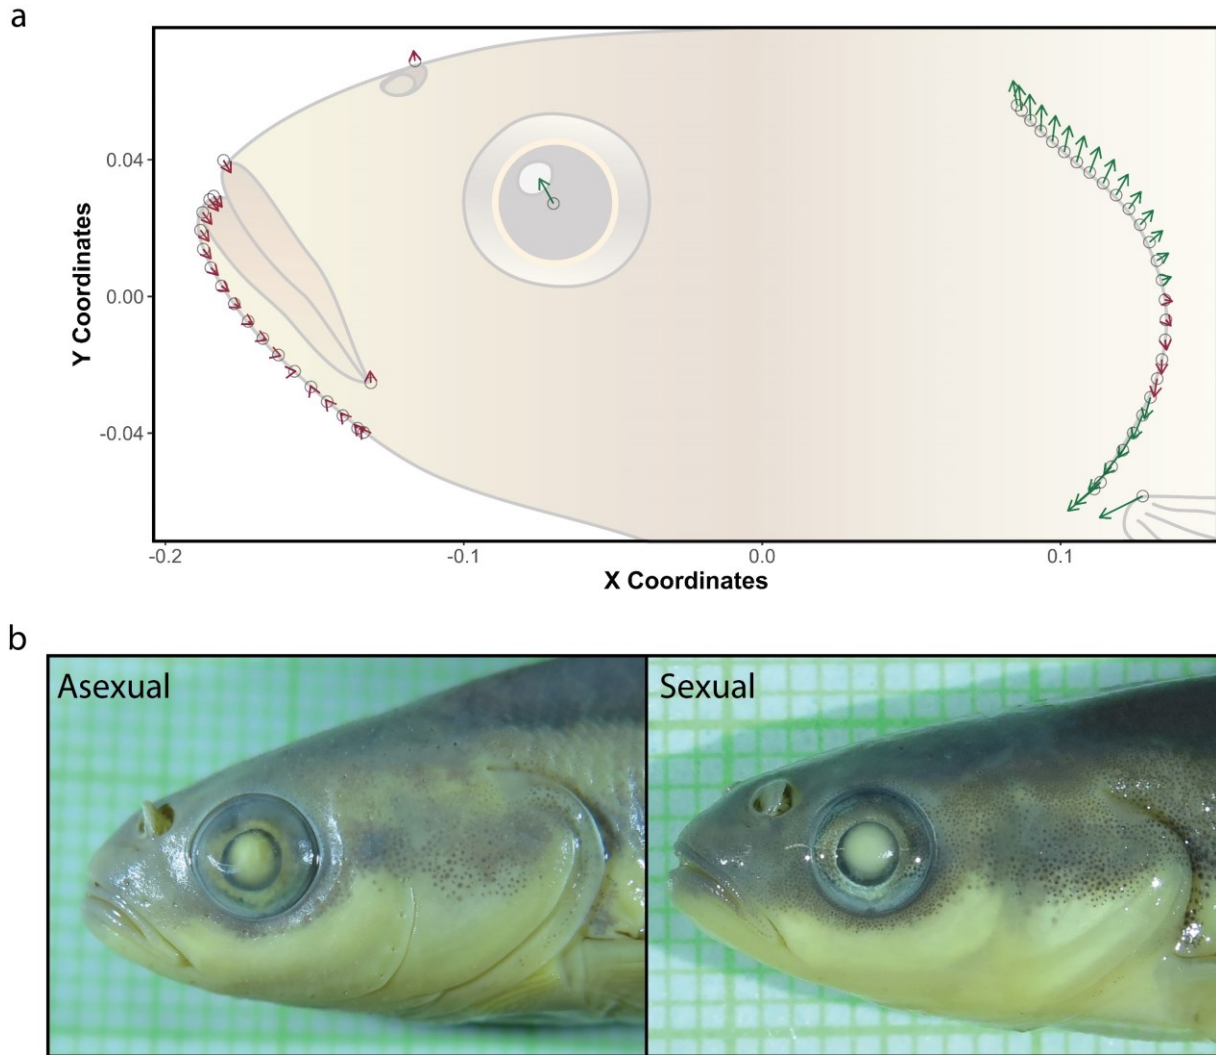 a
0.04
0.00
-0.04
Y Coordinates
-0.2
-0.1
0.0
0.1
X Coordinates
b
Asexual
Sexual